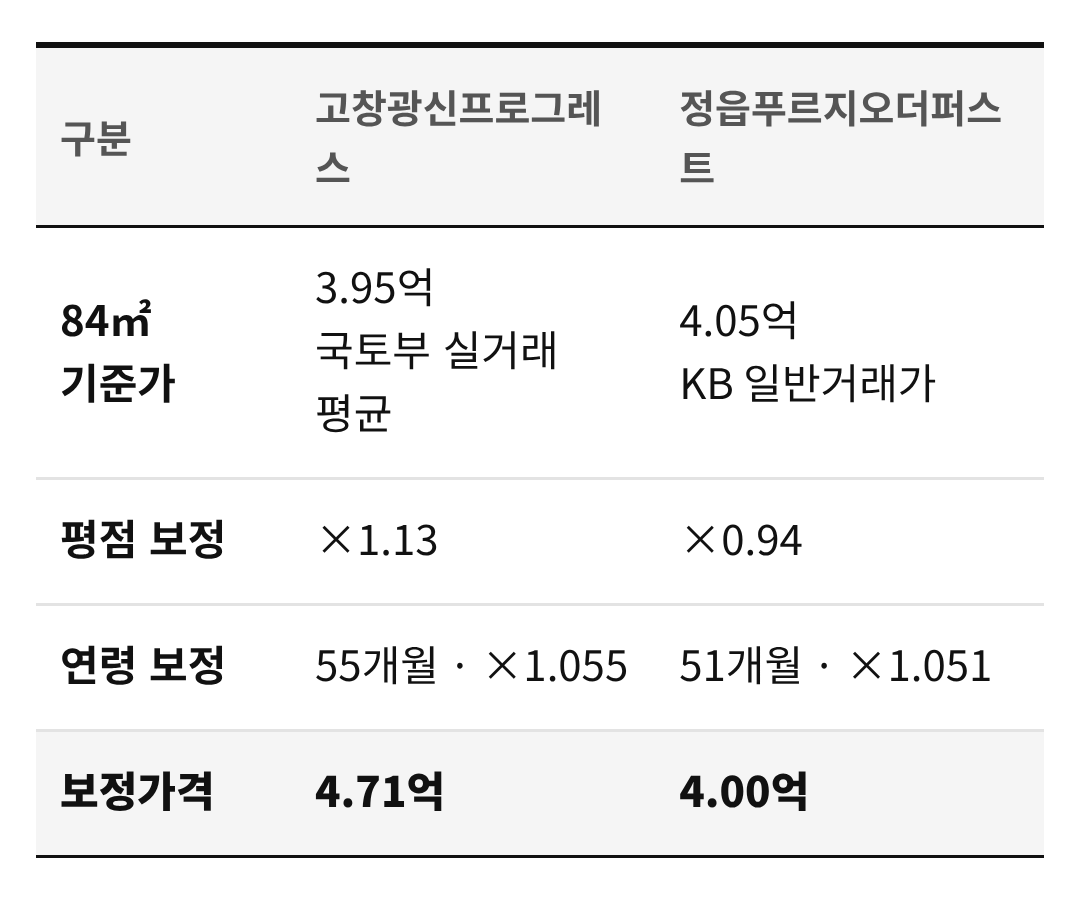 구분
고창광신프로그레
스
정읍푸르지오더퍼스
트
84㎡
기준가
3.95억
국토부 실거래
평균
4.05억
KB 일반거래가
평점 보정
×1.13
×0.94
연령 보정
55개월 · ×1.055
51개월 · ×1.051
보정가격
4.71억
4.00억